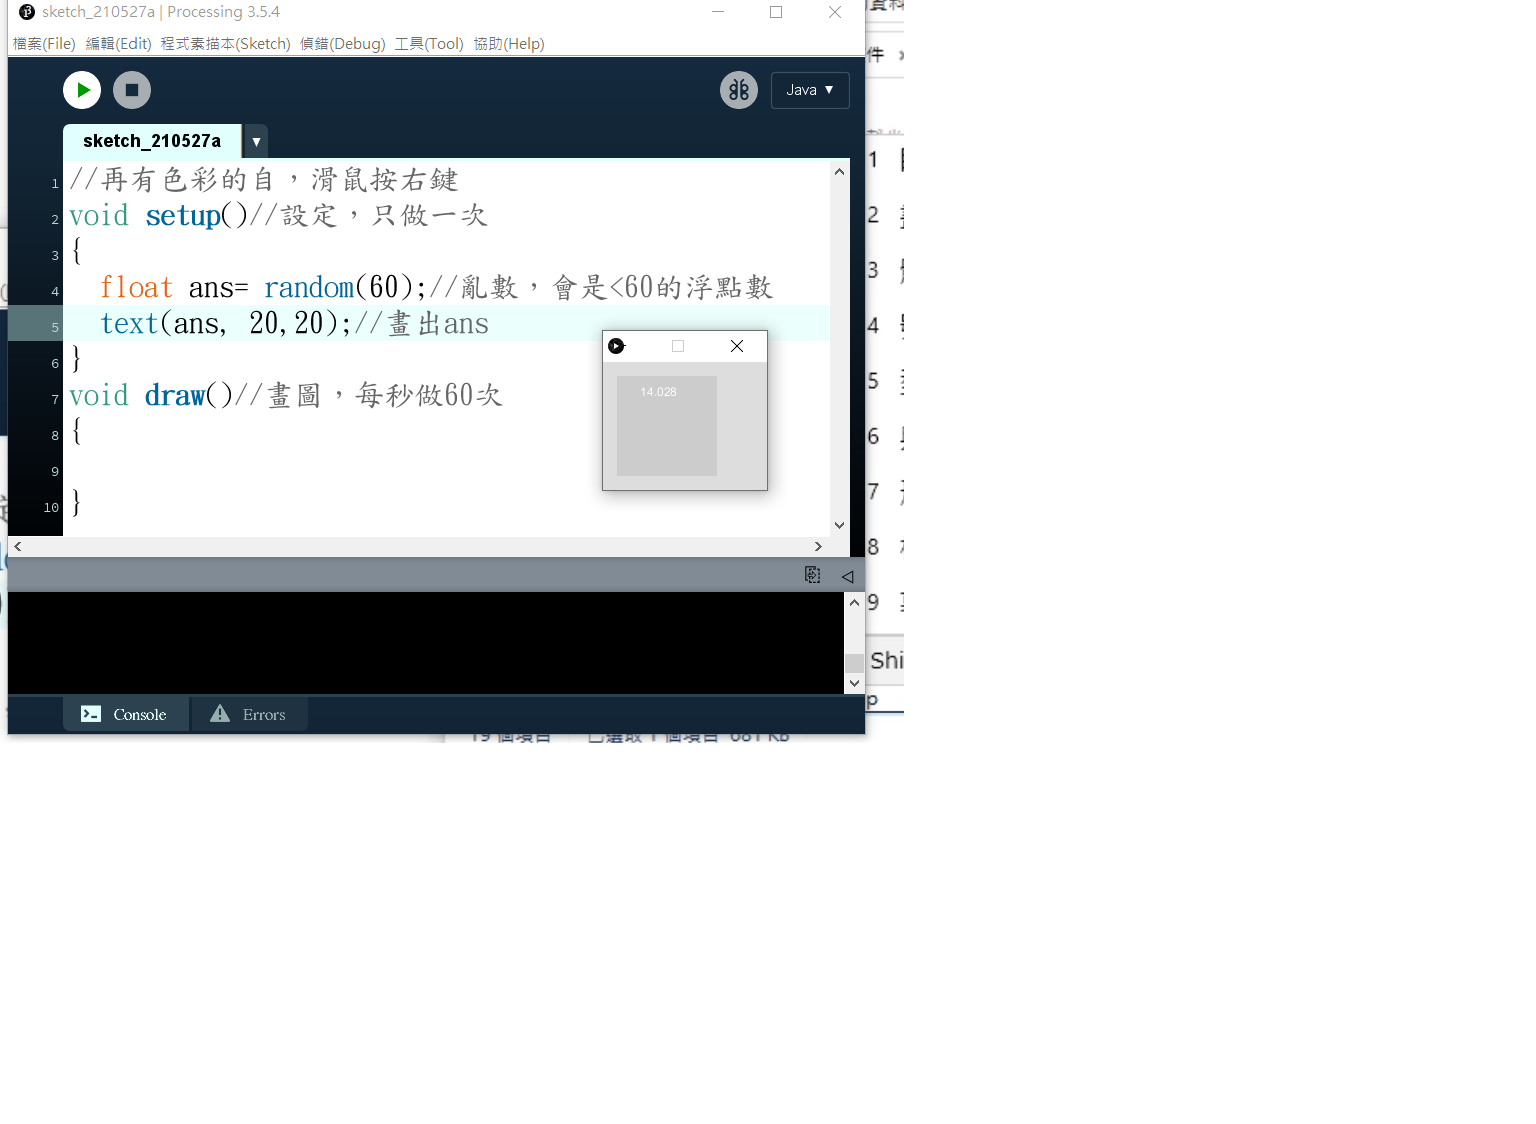 sketch_210527a | Processing 3.5.4
檔案(File) 編輯(Edit) 程式素描本(Sketch) 偵錯(Debug) 工具(Tool) 協助(Help)
Java ▼
sketch_210527a ▼
1 //再有色彩的自，滑鼠按右鍵
2 void setup()//設定，只做一次
3 {
4 float ans= random(60);//亂數，會是<60的浮點數
5 text(ans, 20,20);//畫出ans
6 }
7 void draw()//畫圖，每秒做60次
8 {
9
10 }
14.028
Console
Errors
件
1
2
3
4
5
6
7
8
9
Shi
p
19 個項目 已選取 1 個項目 681 KB